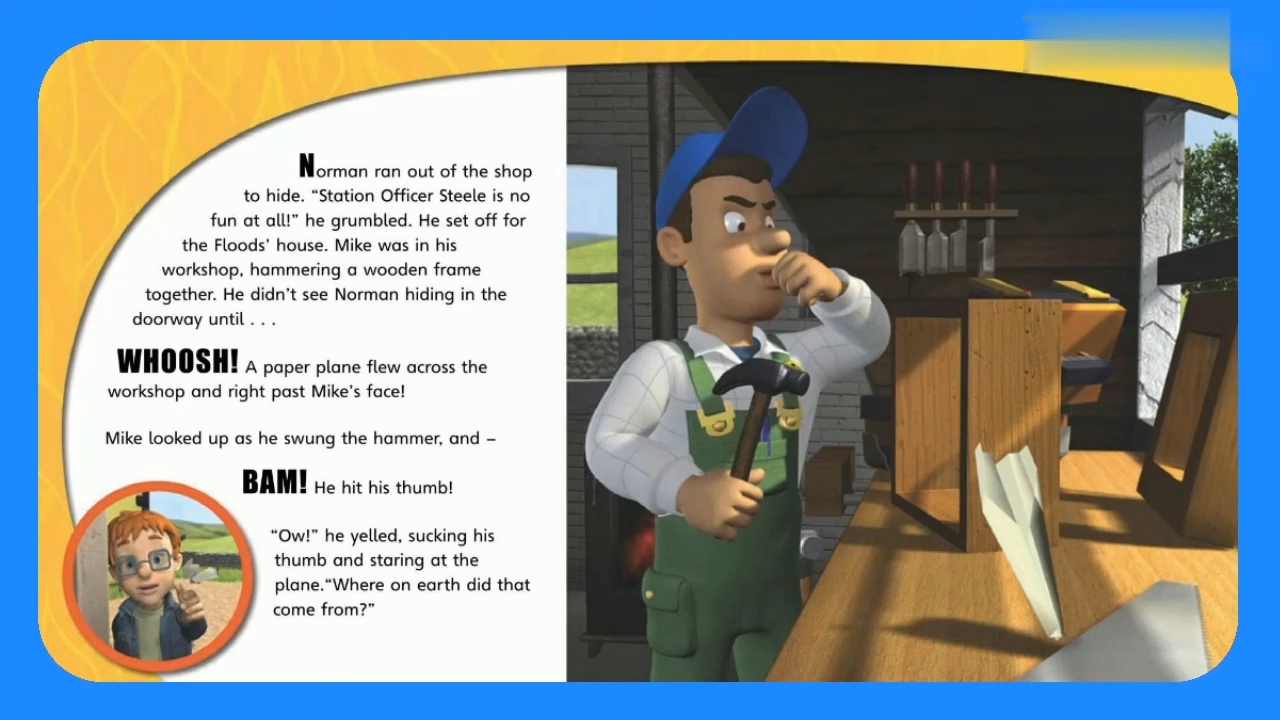 Norman ran out of the shop
to hide. “Station Officer Steele is no
fun at all!” he grumbled. He set off for
the Floods’ house. Mike was in his
workshop, hammering a wooden frame
together. He didn’t see Norman hiding in the
doorway until . . .
WHOOSH! A paper plane flew across the
workshop and right past Mike’s face!
Mike looked up as he swung the hammer, and –
BAM! He hit his thumb!
“Ow!” he yelled, sucking his
thumb and staring at the
plane.“Where on earth did that
come from?”